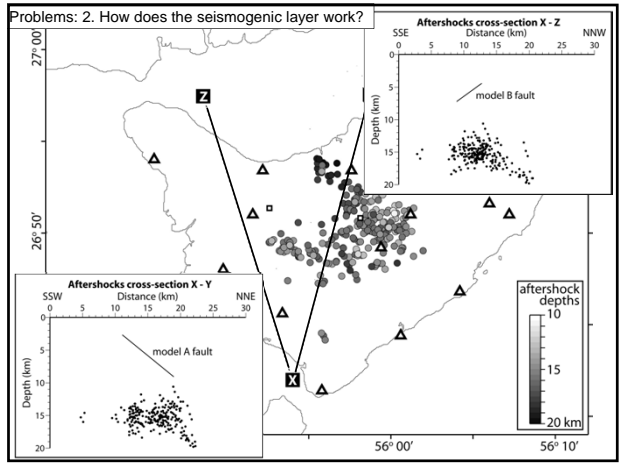 Problems: 2. How does the seismogenic layer work?
27° 00'
26° 50'
56° 00'
56° 10'
Z
X
Aftershocks cross-section X - Z
SSE Distance (km) NNW
0 5 10 15 20 25 30
Depth (km)
0
5
10
15
20
model B fault
Aftershocks cross-section X - Y
SSW Distance (km) NNE
0 5 10 15 20 25 30
Depth (km)
0
5
10
15
20
model A fault
aftershock
depths
10
15
20 km